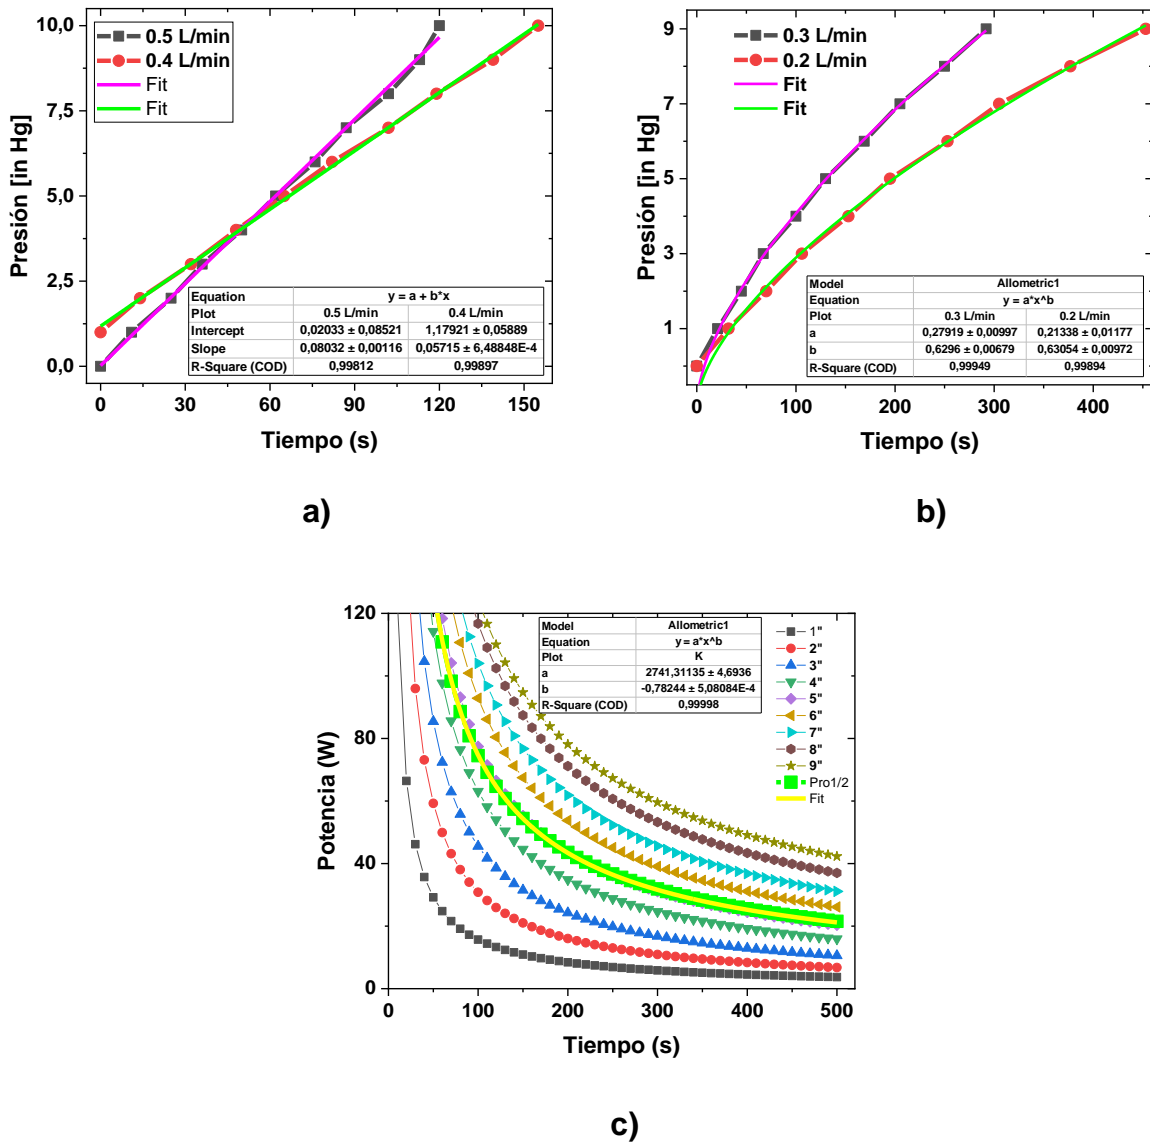 0.5 L/min
0.4 L/min
Fit
Fit
Presión [in Hg]
10,0
7,5
5,0
2,5
0,0
Equation y = a + b*x
Plot 0.5 L/min 0.4 L/min
Intercept 0,02033 ± 0,08521 1,17921 ± 0,05889
Slope 0,08032 ± 0,00116 0,05715 ± 6,48848E-4
R-Square (COD) 0,99812 0,99897
0 30 60 90 120 150
Tiempo (s)
a)
0.3 L/min
0.2 L/min
Fit
Fit
Presión [in Hg]
9
7
5
3
1
Model Allometric1
Equation y = a*x^b
Plot 0.3 L/min 0.2 L/min
a 0,27919 ± 0,00997 0,21338 ± 0,01177
b 0,6296 ± 0,00679 0,63054 ± 0,00972
R-Square (COD) 0,99949 0,99894
0 100 200 300 400
Tiempo (s)
b)
Potencia (W)
120
80
40
0
Model Allometric1
Equation y = a*x^b
Plot K
a 2741,31135 ± 4,6936
b -0,78244 ± 5,08084E-4
R-Square (COD) 0,99998
1"
2"
3"
4"
5"
6"
7"
8"
9"
Pro1/2
Fit
0 100 200 300 400 500
Tiempo (s)
c)